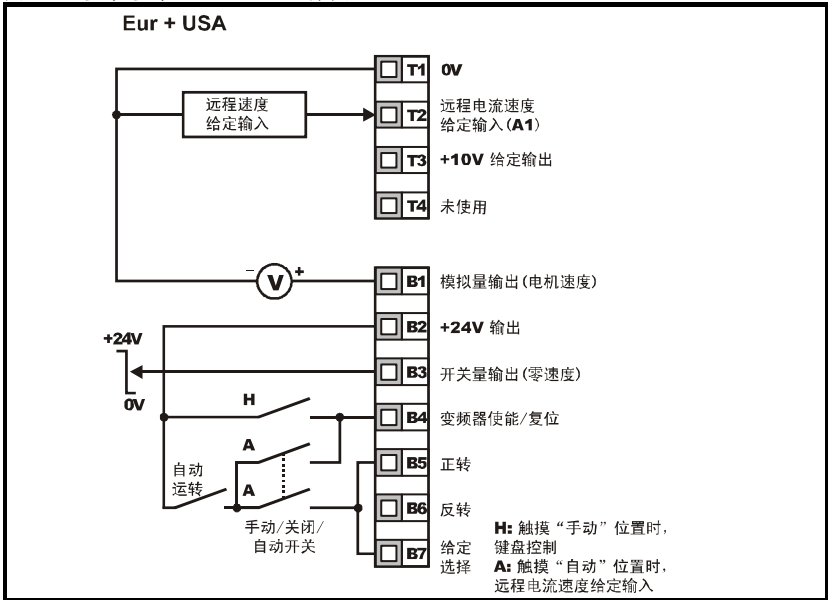 Eur + USA
T1 0V
远程速度
给定输入
T2 远程电流速度
给定输入(A1)
T3 +10V 给定输出
T4 未使用
− V +
B1 模拟量输出(电机速度)
B2 +24V 输出
+24V
0V
B3 开关量输出(零速度)
H
B4 变频器使能/复位
A
B5 正转
自动
运转
A
B6 反转
手动/关闭/
自动开关
B7 给定
选择
H: 触摸“手动”位置时,
键盘控制
A: 触摸“自动”位置时,
远程电流速度给定输入